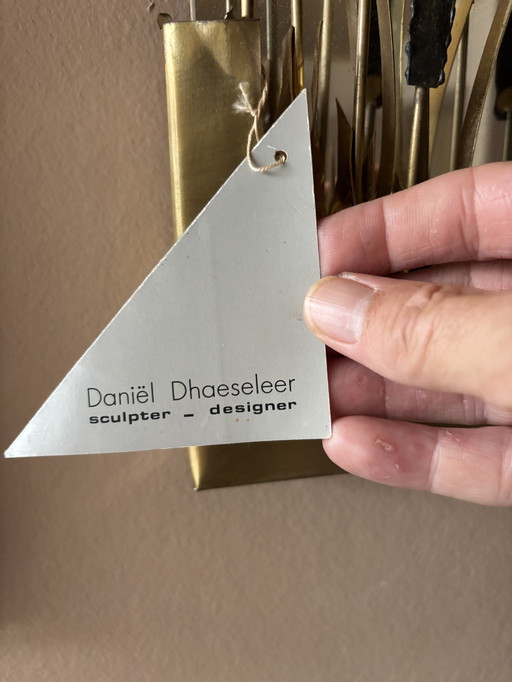 Daniël Dhaeseleer
sculpter – designer